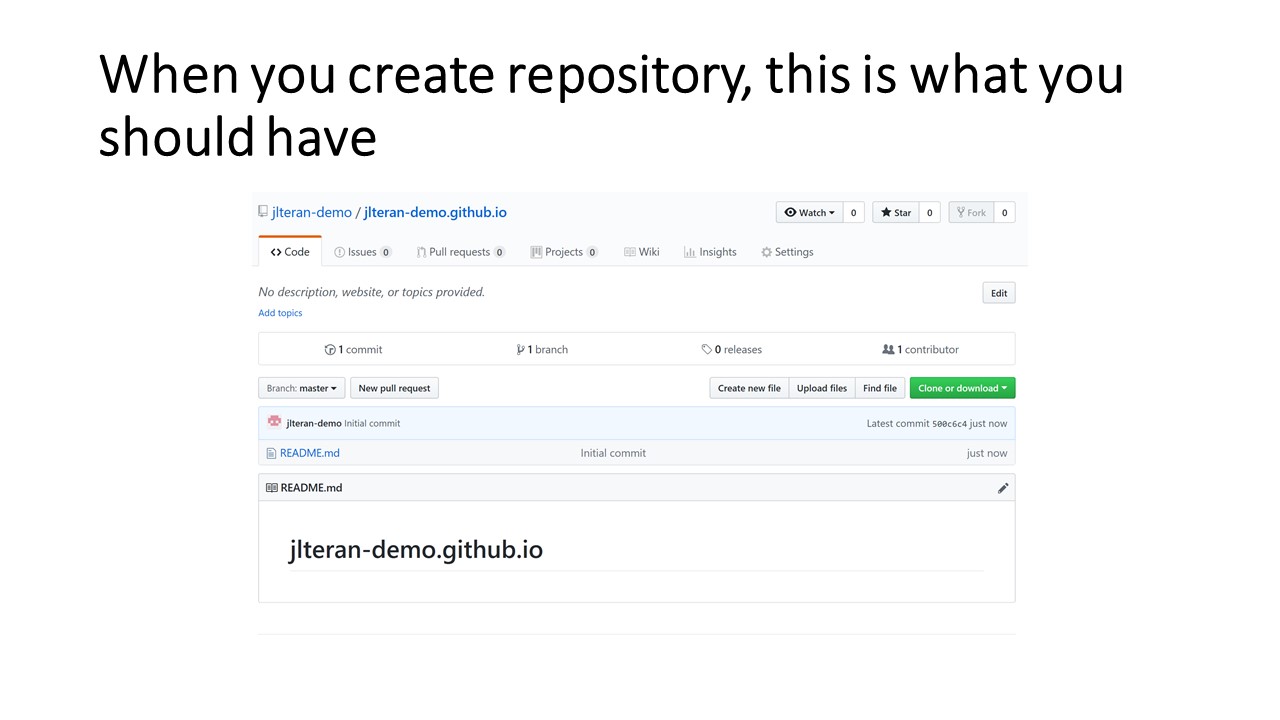 When you create repository, this is what you
should have
jlteran-demo / jlteran-demo.github.io
Watch 0 Star 0 Fork 0
Code Issues 0 Pull requests 0 Projects 0 Wiki Insights Settings
No description, website, or topics provided. Edit
Add topics
1 commit 1 branch 0 releases 1 contributor
Branch: master New pull request Create new file Upload files Find file Clone or download
jlteran-demo Initial commit Latest commit 500c6c4 just now
README.md Initial commit just now
README.md
jlteran-demo.github.io